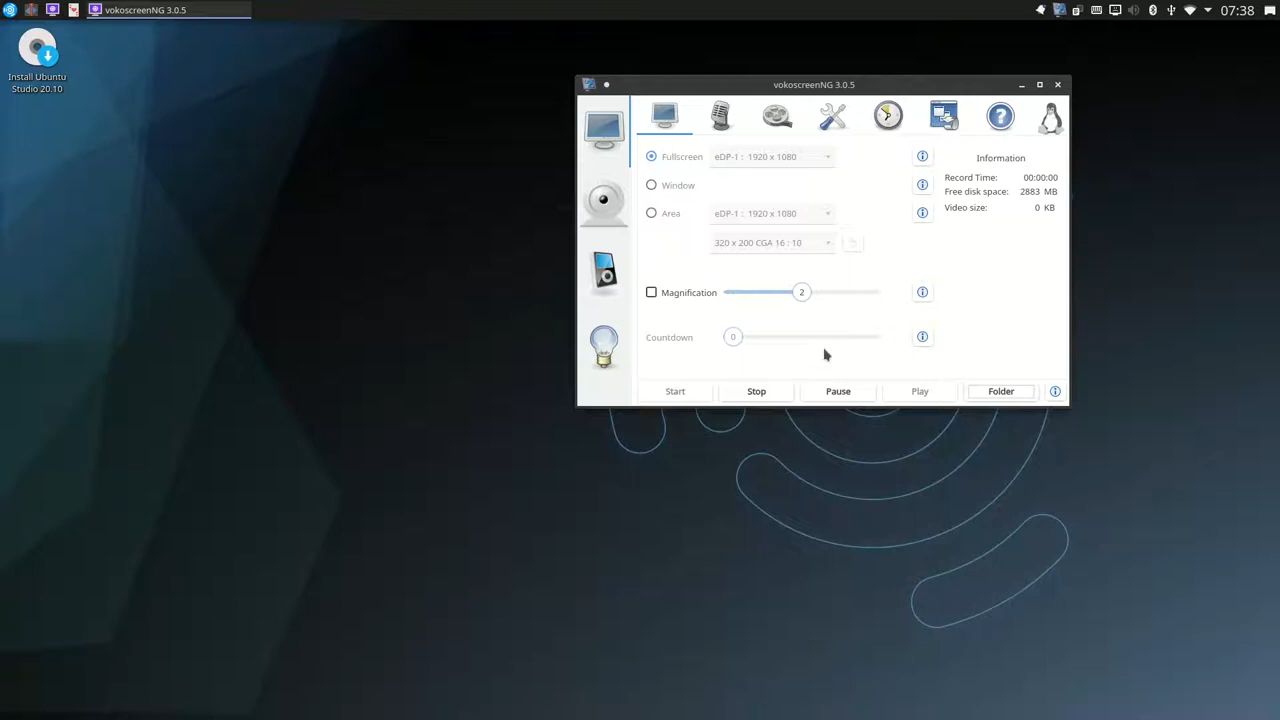 vokoscreenNG 3.0.5
07:38
Install Ubuntu
Studio 20.10
vokoscreenNG 3.0.5
Fullscreen
eDP-1 : 1920 x 1080
Window
Area
eDP-1 : 1920 x 1080
320 x 200 CGA 16 : 10
Magnification
2
Countdown
0
Information
Record Time: 00:00:00
Free disk space: 2883 MB
Video size: 0 KB
Start
Stop
Pause
Play
Folder